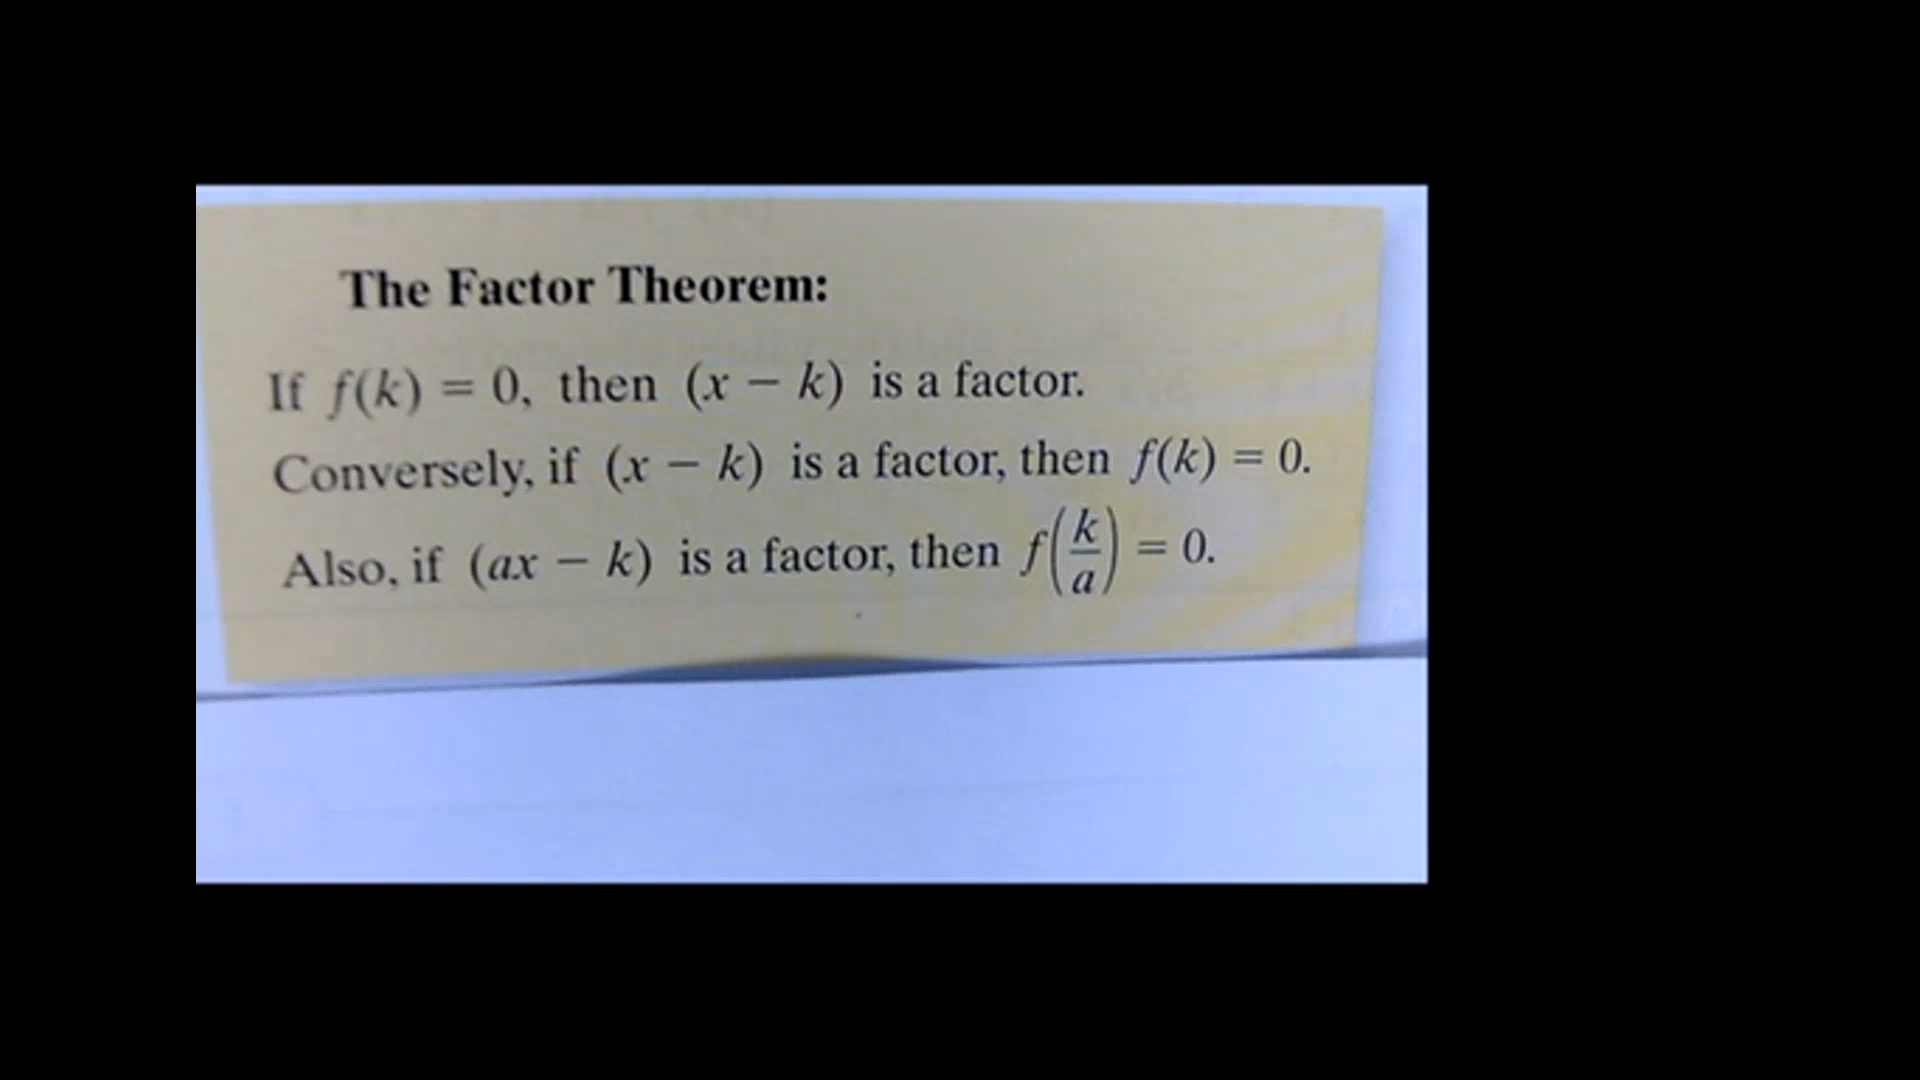 The Factor Theorem:
If f(k) = 0, then (x − k) is a factor.
Conversely, if (x − k) is a factor, then f(k) = 0.
Also, if (ax − k) is a factor, then f(k/a) = 0.